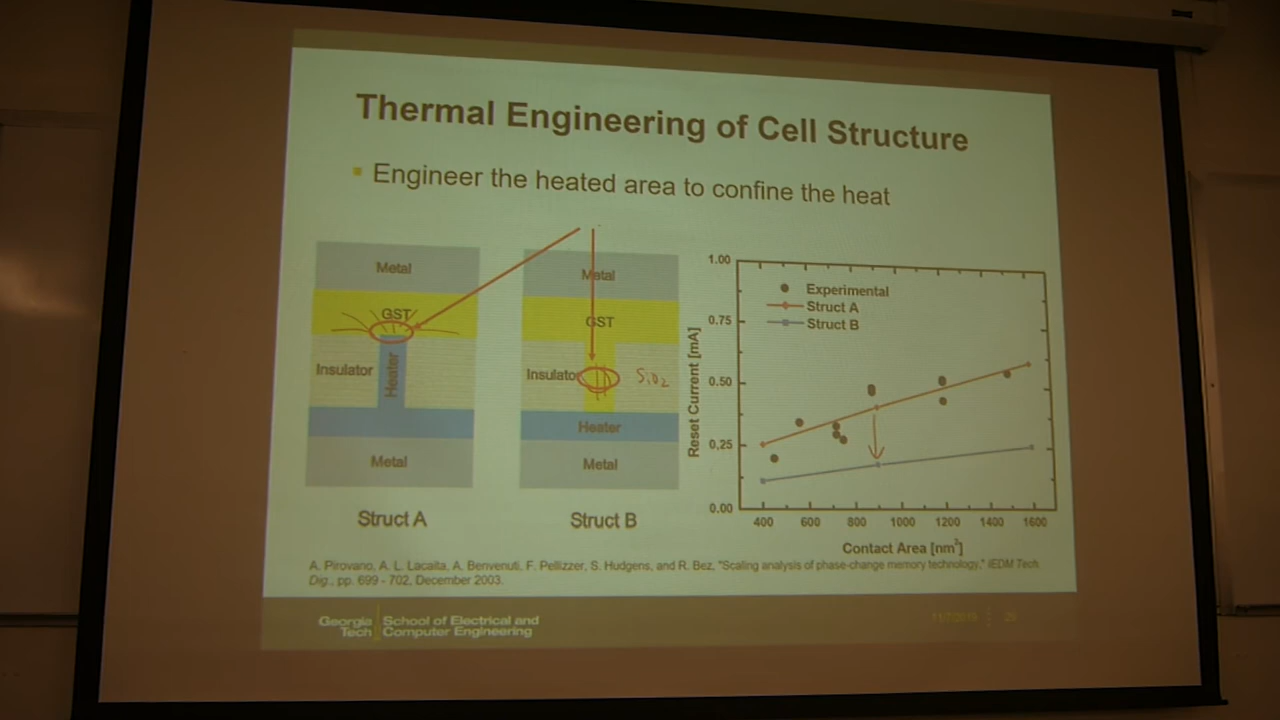 Thermal Engineering of Cell Structure
Engineer the heated area to confine the heat
Metal
GST
Insulator
Heater
Metal
Struct A
Metal
GST
Insulator
SiO2
Heater
Metal
Struct B
Reset Current [mA]
1.00
0.75
0.50
0.25
0.00
Experimental
Struct A
Struct B
400 600 800 1000 1200 1400 1600
Contact Area [nm²]
A. Pirovano, A. L. Lacaita, A. Benvenuti, F. Pellizzer, S. Hudgens, and R. Bez, "Scaling analysis of phase-change memory technology," IEDM Tech.
Dig., pp. 699 - 702, December 2003.
Georgia Tech
School of Electrical and
Computer Engineering